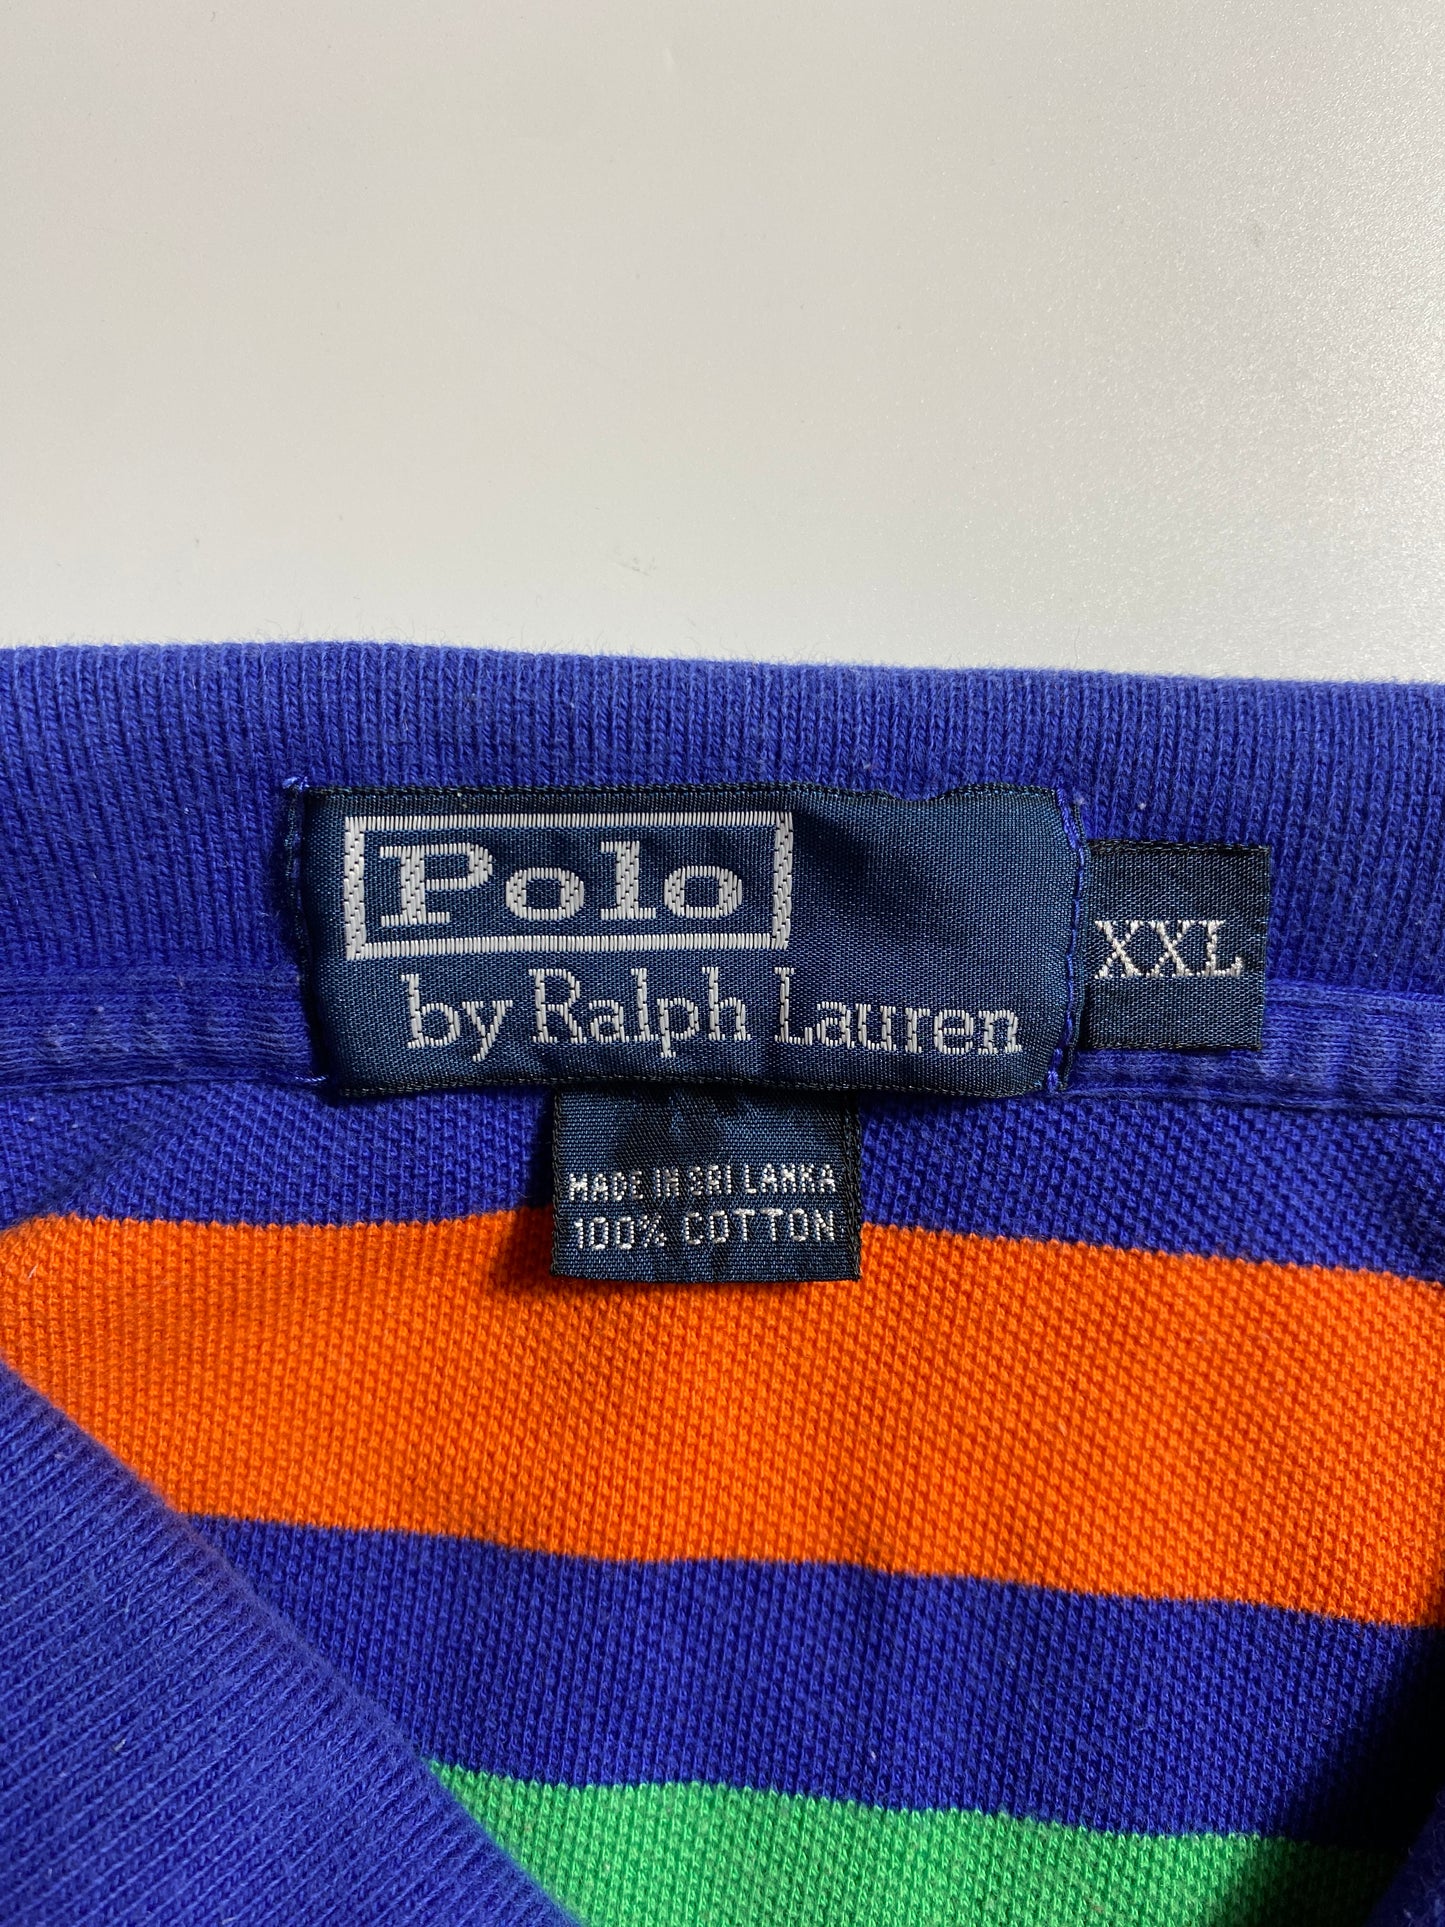 Polo
by Ralph Lauren
XXL
MADE IN SRI LANKA
100% COTTON